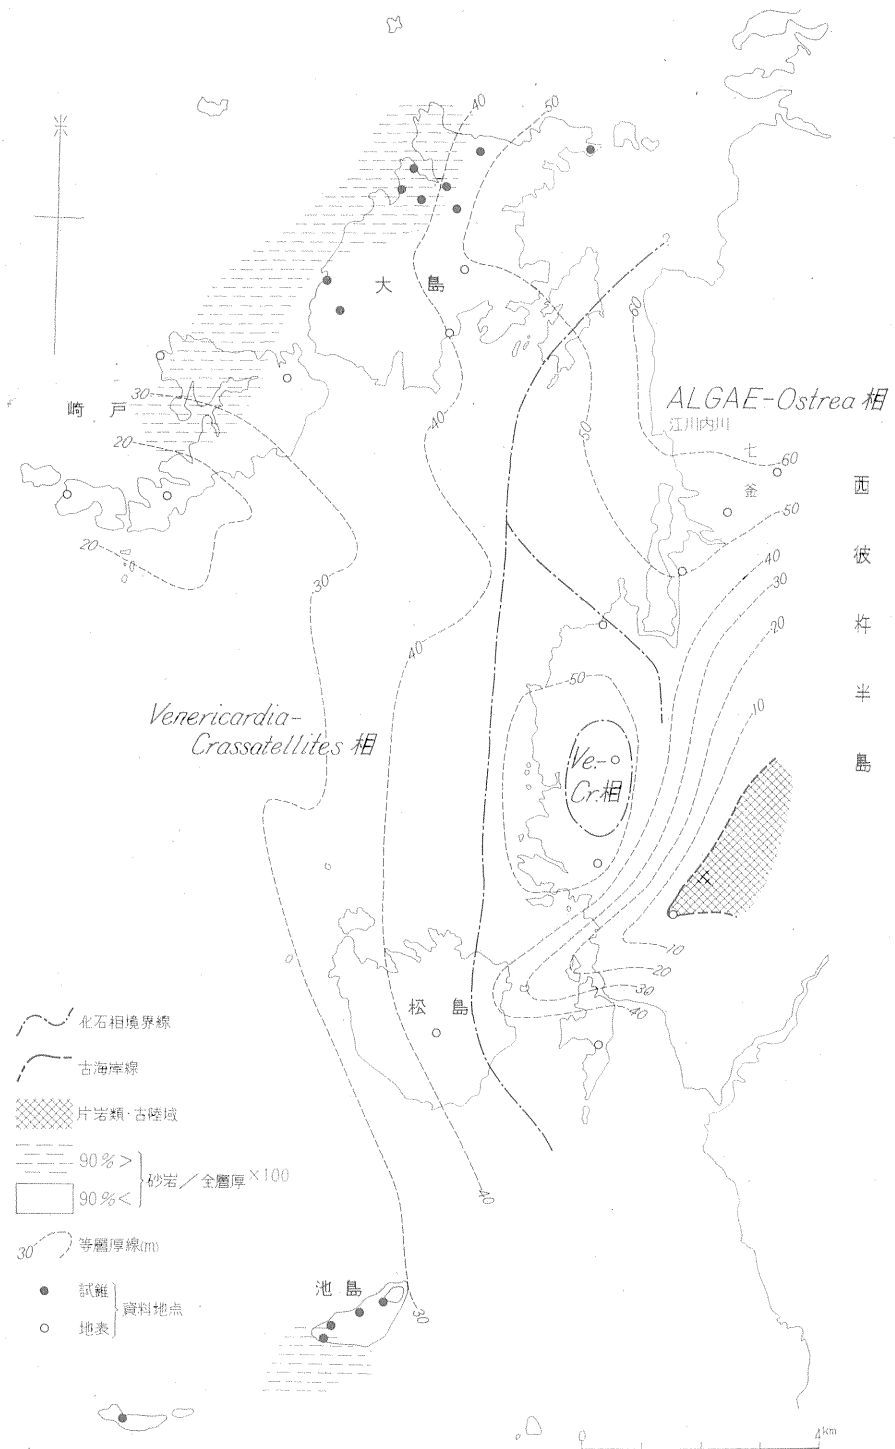 40
50
?
大島
60
ALGAE-Ostrea 相
江川内川
七釜
60
50
西彼杵半島
崎戸
30
20
20
40
50
30
40
40
30
20
10
Venericardia-
Crassatellites 相
50
Ve.-
Cr.相
10
20
30
40
松島
40
化石相境界線
古海岸線
片岩類・古陸域
90%>
90%<
砂岩/全層厚×100
30 等層厚線(m)
試錐
地表
資料地点
池島
30
0
4km